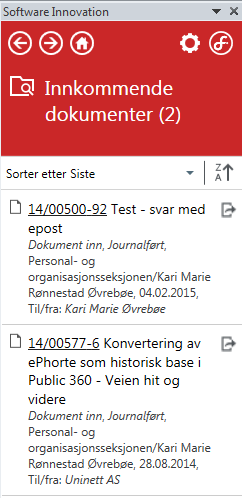 Software Innovation
Innkommende
dokumenter (2)
Sorter etter Siste
Z
A
14/00500-92 Test - svar med
epost
Dokument inn, Journalført,
Personal- og
organisasjonsseksjonen/Kari Marie
Rønnestad Øvrebøe, 04.02.2015,
Til/fra: Kari Marie Øvrebøe
14/00577-6 Konvertering av
ePhorte som historisk base i
Public 360 - Veien hit og
videre
Dokument inn, Journalført,
Personal- og
organisasjonsseksjonen/Kari Marie
Rønnestad Øvrebøe, 28.08.2014,
Til/fra: Uninett AS